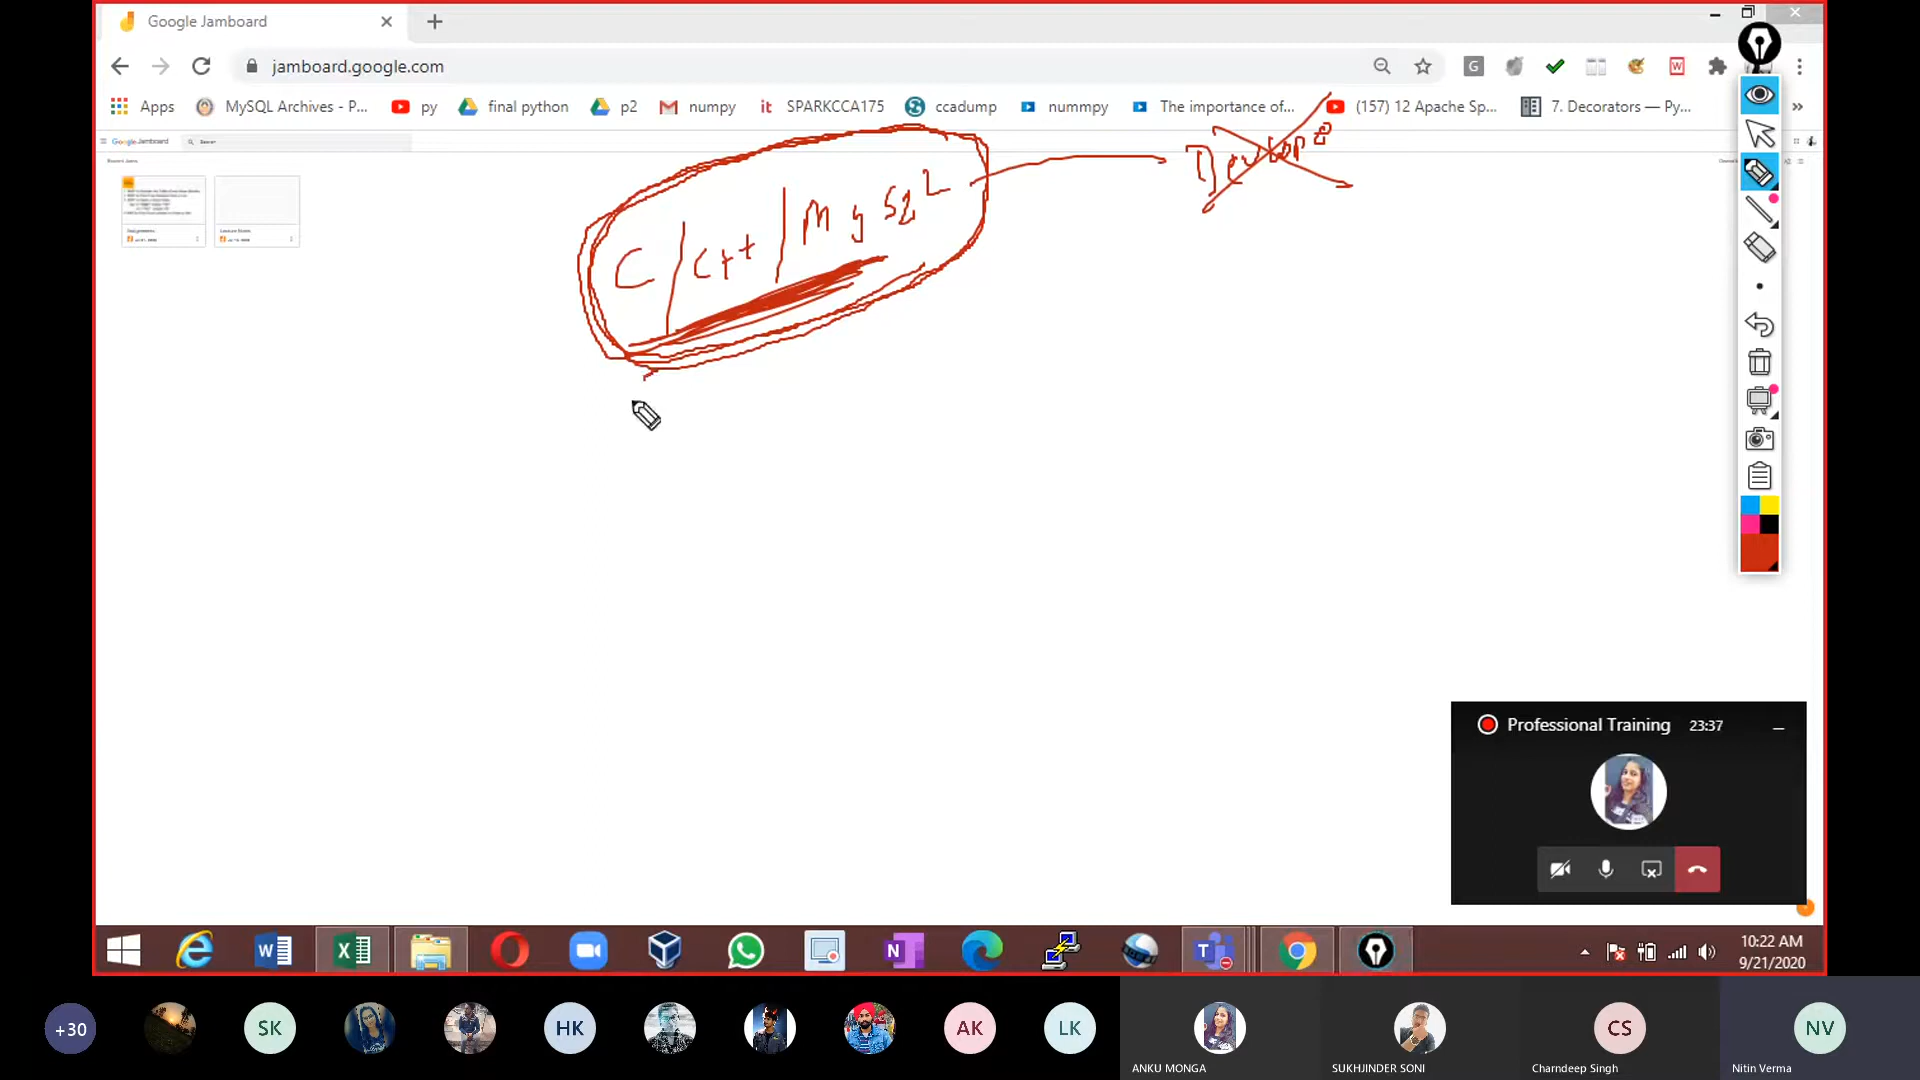 Google Jamboard
jamboard.google.com
Apps
MySQL Archives - P...
py
final python
p2
numpy
SPARKCCA175
ccadump
nummpy
The importance of...
(157) 12 Apache Sp...
7. Decorators — Py...
Google Jamboard
C/C++/MySQL
Professional Training
23:37
10:22 AM
9/21/2020
+30
SK
HK
AK
LK
CS
NV
ANKU MONGA
SUKHJINDER SONI
Charndeep Singh
Nitin Verma